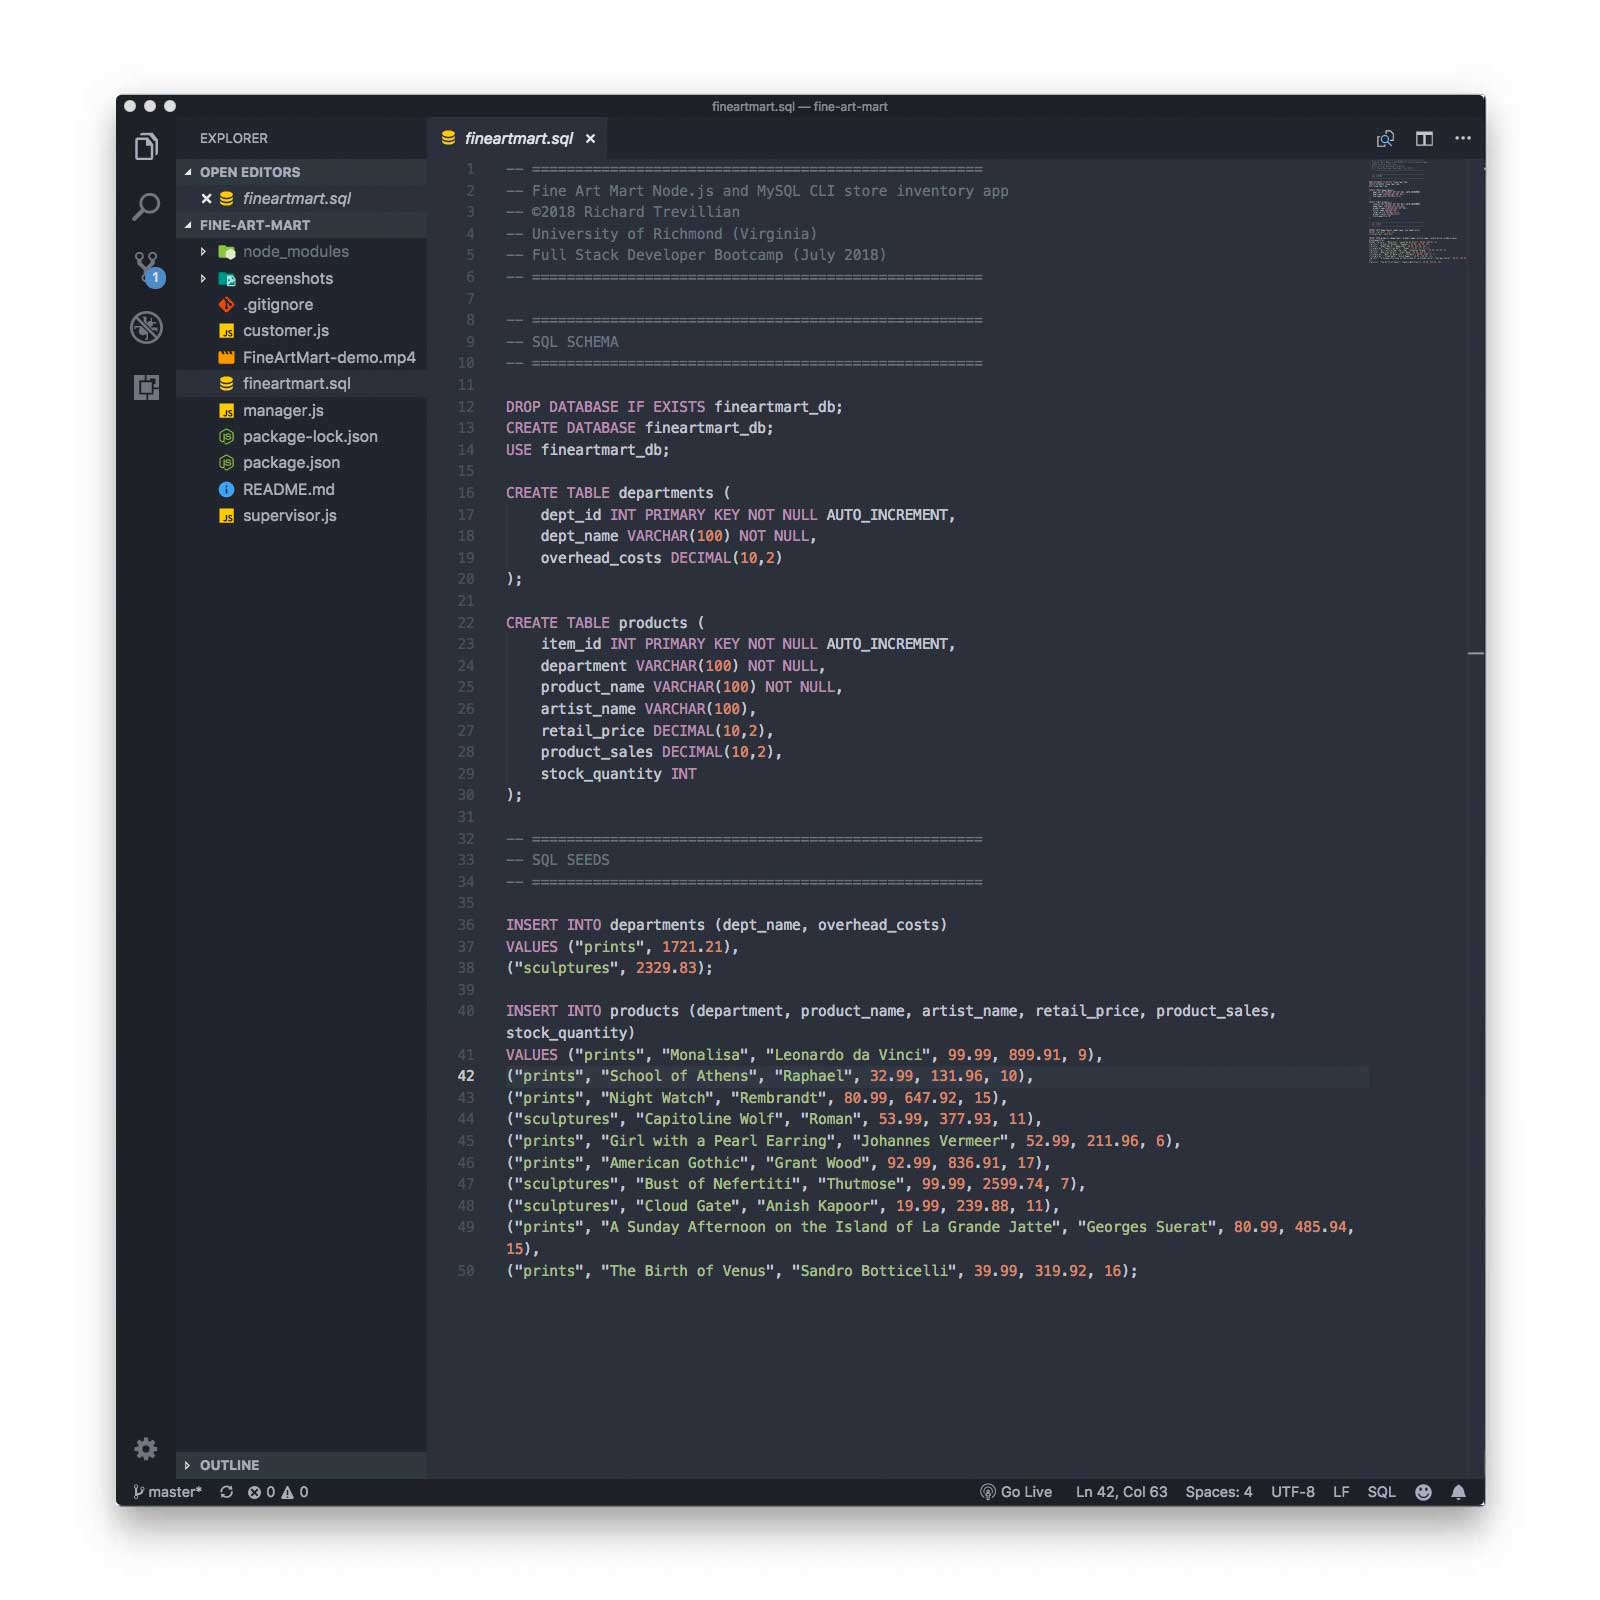 fineartmart.sql — fine-art-mart
EXPLORER
OPEN EDITORS
fineartmart.sql
FINE-ART-MART
node_modules
screenshots
.gitignore
JS customer.js
FineArtMart-demo.mp4
fineartmart.sql
JS manager.js
package-lock.json
package.json
README.md
JS supervisor.js
1
OUTLINE
fineartmart.sql
1 -- ====================================================
2 -- Fine Art Mart Node.js and MySQL CLI store inventory app
3 -- ©2018 Richard Trevillian
4 -- University of Richmond (Virginia)
5 -- Full Stack Developer Bootcamp (July 2018)
6 -- ====================================================
7
8 -- ====================================================
9 -- SQL SCHEMA
10 -- ====================================================
11
12 DROP DATABASE IF EXISTS fineartmart_db;
13 CREATE DATABASE fineartmart_db;
14 USE fineartmart_db;
15
16 CREATE TABLE departments (
17 dept_id INT PRIMARY KEY NOT NULL AUTO_INCREMENT,
18 dept_name VARCHAR(100) NOT NULL,
19 overhead_costs DECIMAL(10,2)
20 );
21
22 CREATE TABLE products (
23 item_id INT PRIMARY KEY NOT NULL AUTO_INCREMENT,
24 department VARCHAR(100) NOT NULL,
25 product_name VARCHAR(100) NOT NULL,
26 artist_name VARCHAR(100),
27 retail_price DECIMAL(10,2),
28 product_sales DECIMAL(10,2),
29 stock_quantity INT
30 );
31
32 -- ====================================================
33 -- SQL SEEDS
34 -- ====================================================
35
36 INSERT INTO departments (dept_name, overhead_costs)
37 VALUES ("prints", 1721.21),
38 ("sculptures", 2329.83);
39
40 INSERT INTO products (department, product_name, artist_name, retail_price, product_sales,
stock_quantity)
41 VALUES ("prints", "Monalisa", "Leonardo da Vinci", 99.99, 899.91, 9),
42 ("prints", "School of Athens", "Raphael", 32.99, 131.96, 10),
43 ("prints", "Night Watch", "Rembrandt", 80.99, 647.92, 15),
44 ("sculptures", "Capitoline Wolf", "Roman", 53.99, 377.93, 11),
45 ("prints", "Girl with a Pearl Earring", "Johannes Vermeer", 52.99, 211.96, 6),
46 ("prints", "American Gothic", "Grant Wood", 92.99, 836.91, 17),
47 ("sculptures", "Bust of Nefertiti", "Thutmose", 99.99, 2599.74, 7),
48 ("sculptures", "Cloud Gate", "Anish Kapoor", 19.99, 239.88, 11),
49 ("prints", "A Sunday Afternoon on the Island of La Grande Jatte", "Georges Suerat", 80.99, 485.94,
15),
50 ("prints", "The Birth of Venus", "Sandro Botticelli", 39.99, 319.92, 16);
master* 0 0 Go Live Ln 42, Col 63 Spaces: 4 UTF-8 LF SQL